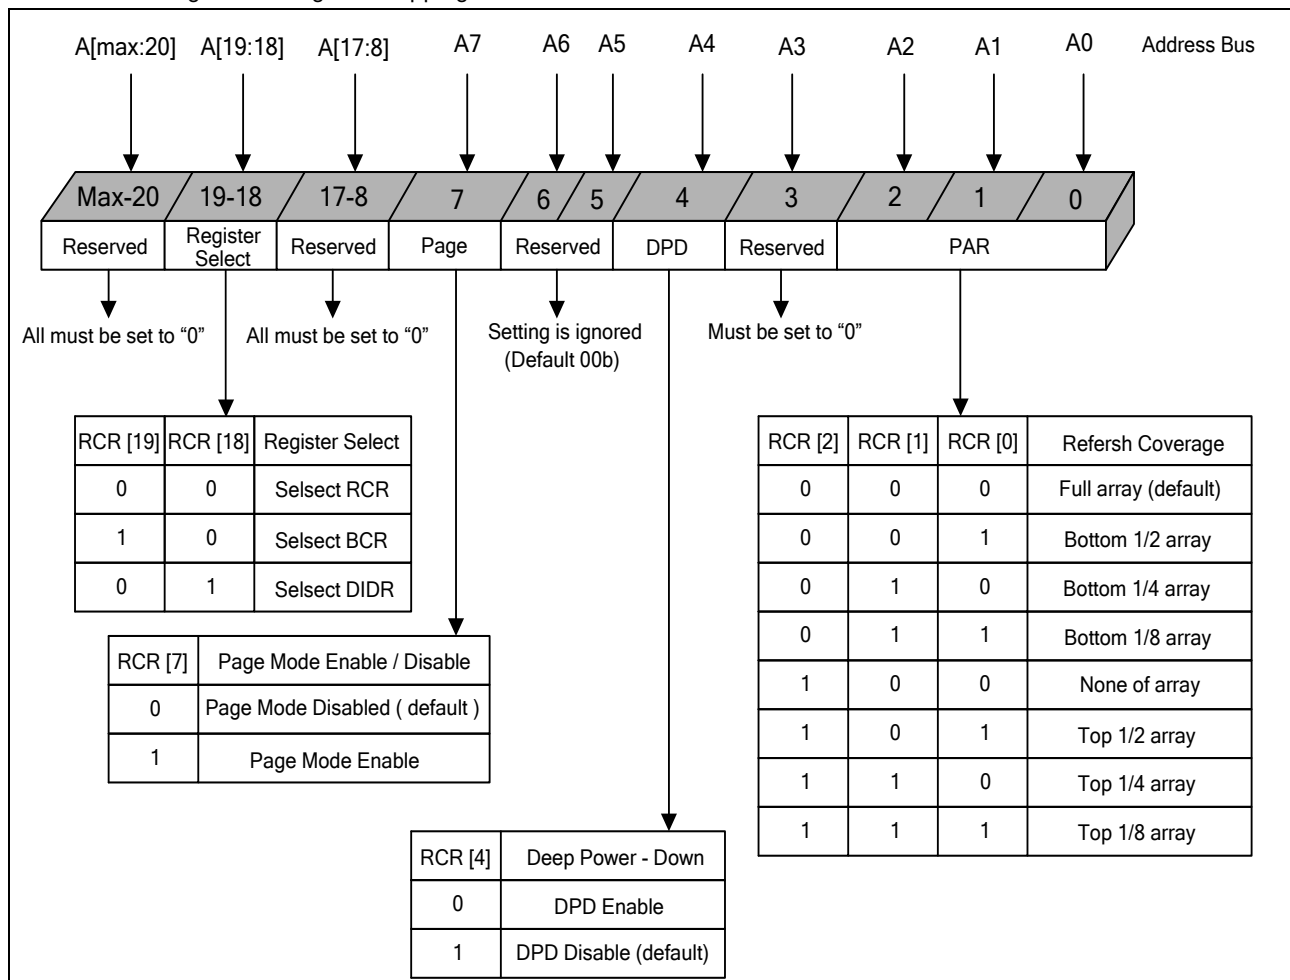 A[max:20] A[19:18] A[17:8] A7 A6 A5 A4 A3 A2 A1 A0 Address Bus
Max-20 19-18 17-8 7 6 5 4 3 2 1 0
Reserved Register Select Reserved Page Reserved DPD Reserved PAR
All must be set to “0” All must be set to “0” Setting is ignored (Default 00b) Must be set to “0”
RCR [19] RCR [18] Register Select
0 0 Selsect RCR
1 0 Selsect BCR
0 1 Selsect DIDR
RCR [7] Page Mode Enable / Disable
0 Page Mode Disabled ( default )
1 Page Mode Enable
RCR [4] Deep Power - Down
0 DPD Enable
1 DPD Disable (default)
RCR [2] RCR [1] RCR [0] Refersh Coverage
0 0 0 Full array (default)
0 0 1 Bottom 1/2 array
0 1 0 Bottom 1/4 array
0 1 1 Bottom 1/8 array
1 0 0 None of array
1 0 1 Top 1/2 array
1 1 0 Top 1/4 array
1 1 1 Top 1/8 array